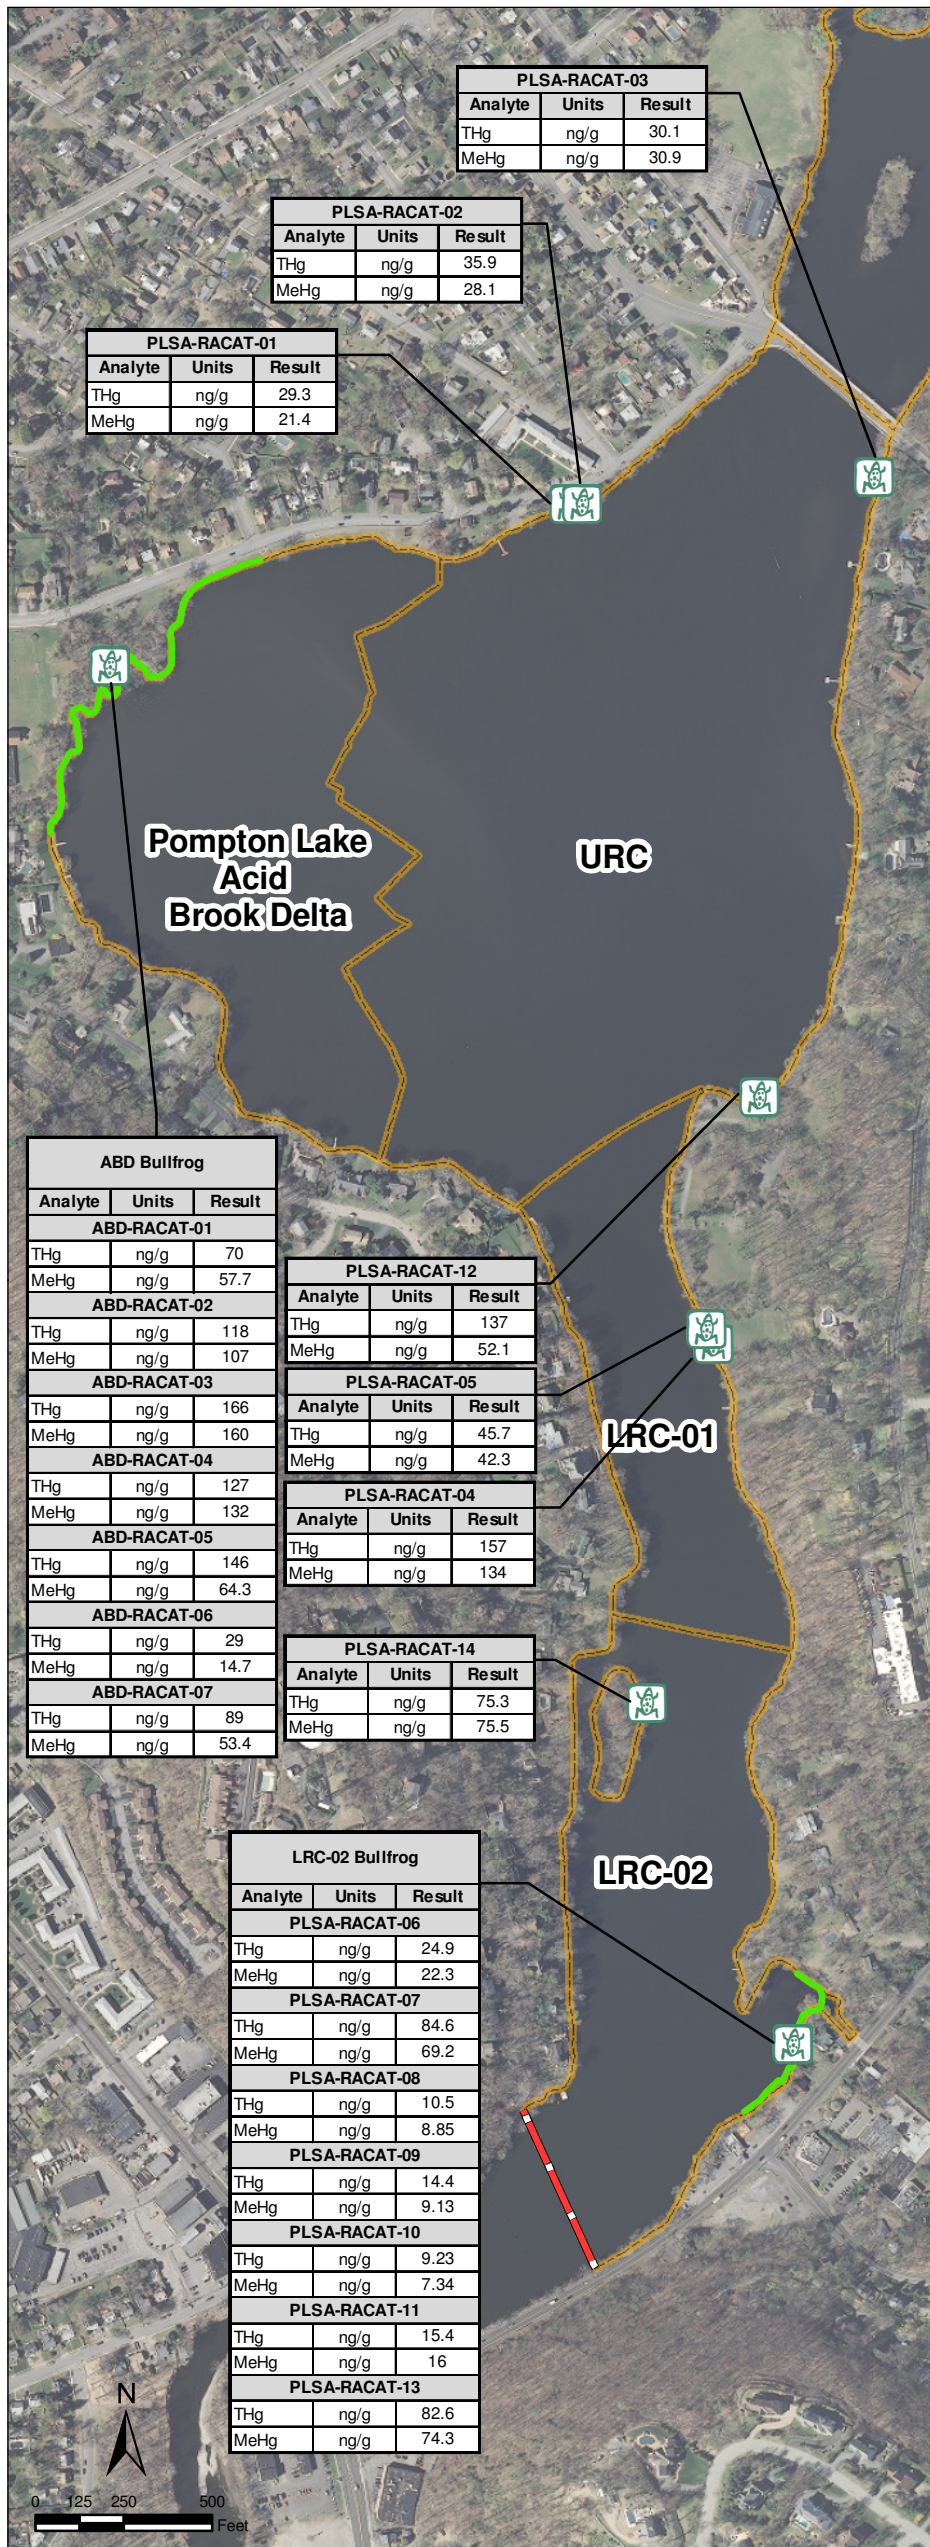 PLSA-RACAT-03
Analyte Units Result
THg ng/g 30.1
MeHg ng/g 30.9
PLSA-RACAT-02
Analyte Units Result
THg ng/g 35.9
MeHg ng/g 28.1
PLSA-RACAT-01
Analyte Units Result
THg ng/g 29.3
MeHg ng/g 21.4
Pompton Lake
Acid
Brook Delta
URC
ABD Bullfrog
Analyte Units Result
ABD-RACAT-01
THg ng/g 70
MeHg ng/g 57.7
ABD-RACAT-02
THg ng/g 118
MeHg ng/g 107
ABD-RACAT-03
THg ng/g 166
MeHg ng/g 160
ABD-RACAT-04
THg ng/g 127
MeHg ng/g 132
ABD-RACAT-05
THg ng/g 146
MeHg ng/g 64.3
ABD-RACAT-06
THg ng/g 29
MeHg ng/g 14.7
ABD-RACAT-07
THg ng/g 89
MeHg ng/g 53.4
PLSA-RACAT-12
Analyte Units Result
THg ng/g 137
MeHg ng/g 52.1
PLSA-RACAT-05
Analyte Units Result
THg ng/g 45.7
MeHg ng/g 42.3
LRC-01
PLSA-RACAT-04
Analyte Units Result
THg ng/g 157
MeHg ng/g 134
PLSA-RACAT-14
Analyte Units Result
THg ng/g 75.3
MeHg ng/g 75.5
LRC-02
LRC-02 Bullfrog
Analyte Units Result
PLSA-RACAT-06
THg ng/g 24.9
MeHg ng/g 22.3
PLSA-RACAT-07
THg ng/g 84.6
MeHg ng/g 69.2
PLSA-RACAT-08
THg ng/g 10.5
MeHg ng/g 8.85
PLSA-RACAT-09
THg ng/g 14.4
MeHg ng/g 9.13
PLSA-RACAT-10
THg ng/g 9.23
MeHg ng/g 7.34
PLSA-RACAT-11
THg ng/g 15.4
MeHg ng/g 16
PLSA-RACAT-13
THg ng/g 82.6
MeHg ng/g 74.3
N
0 125 250 500
Feet